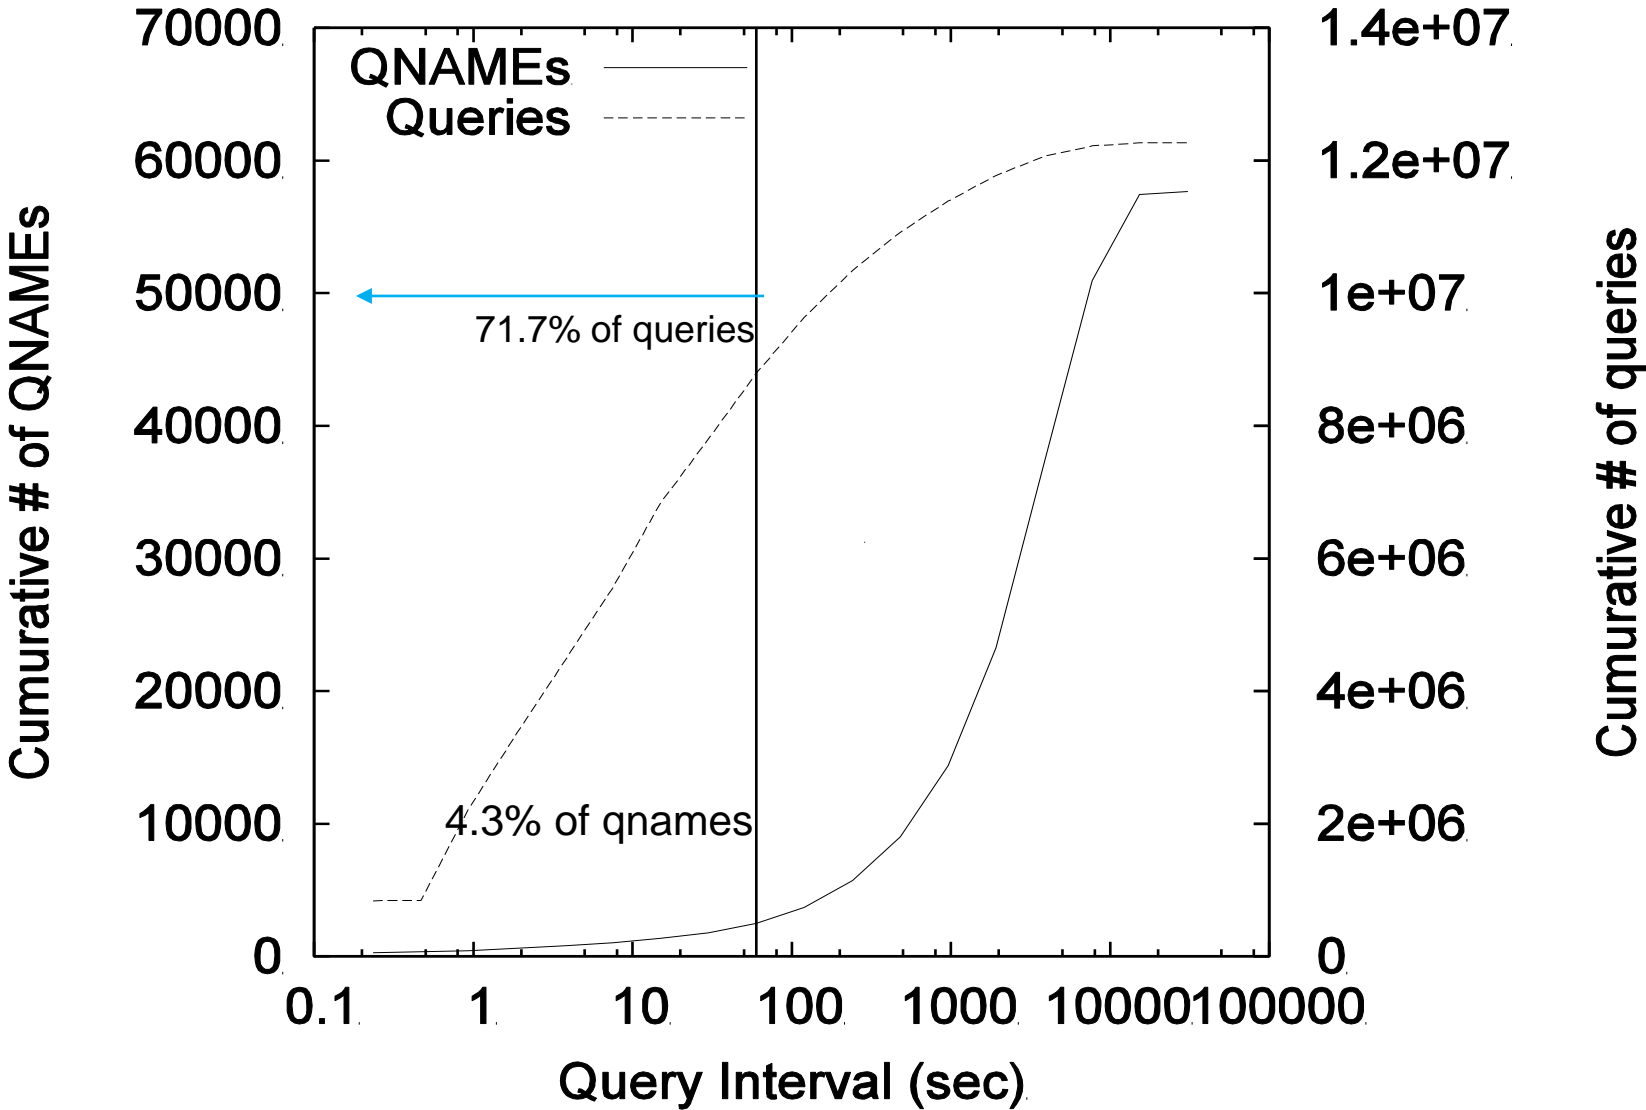 70000
60000
50000
40000
30000
20000
10000
0
Cumurative # of QNAMEs
QNAMEs
Queries
71.7% of queries
4.3% of qnames
1.4e+07
1.2e+07
1e+07
8e+06
6e+06
4e+06
2e+06
0
Cumurative # of queries
0.1 1 10 100 1000 10000 100000
Query Interval (sec)